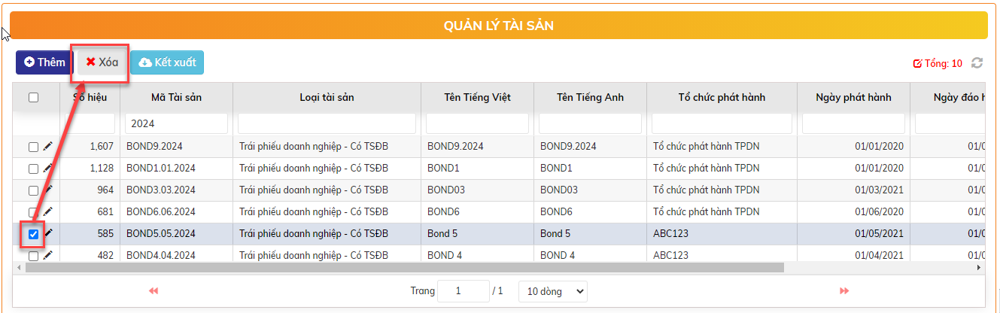 QUẢN LÝ TÀI SẢN
Thêm Xóa Kết xuất Tổng: 10
Số hiệu Mã Tài sản Loại tài sản Tên Tiếng Việt Tên Tiếng Anh Tổ chức phát hành Ngày phát hành Ngày đáo
2024
1,607 BOND9.2024 Trái phiếu doanh nghiệp - Có TSĐB BOND9.2024 BOND9.2024 Tổ chức phát hành TPDN 01/01/2020 01/0
1,128 BOND1.01.2024 Trái phiếu doanh nghiệp - Có TSĐB BOND1 BOND1 Tổ chức phát hành TPDN 01/01/2020 01/0
964 BOND3.03.2024 Trái phiếu doanh nghiệp - Có TSĐB BOND03 BOND03 Tổ chức phát hành TPDN 01/03/2021 01/0
681 BOND6.06.2024 Trái phiếu doanh nghiệp - Có TSĐB BOND6 BOND6 Tổ chức phát hành TPDN 01/06/2020 01/0
585 BOND5.05.2024 Trái phiếu doanh nghiệp - Có TSĐB Bond 5 Bond 5 ABC123 01/05/2021 01/0
482 BOND4.04.2024 Trái phiếu doanh nghiệp - Có TSĐB BOND 4 BOND 4 ABC123 01/04/2021 01/0
Trang 1 / 1 10 dòng